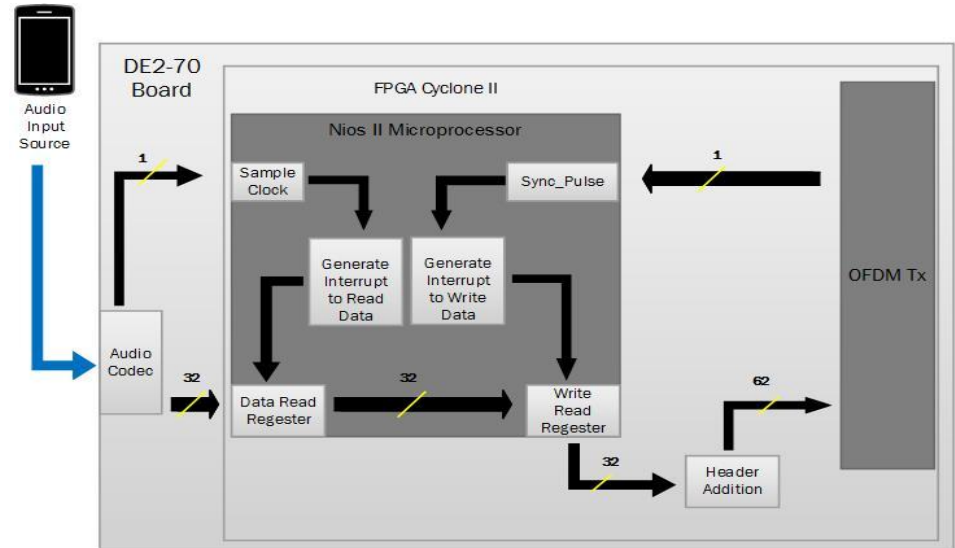 DE2-70
Board
FPGA Cyclone II
Audio
Input
Source
Nios II Microprocessor
1
Sample
Clock
Sync_Pulse
1
Generate
Interrupt
to Read
Data
Generate
Interrupt
to Write
Data
OFDM Tx
Audio
Codec
32
Data Read
Regester
32
Write
Read
Regester
62
32
Header
Addition